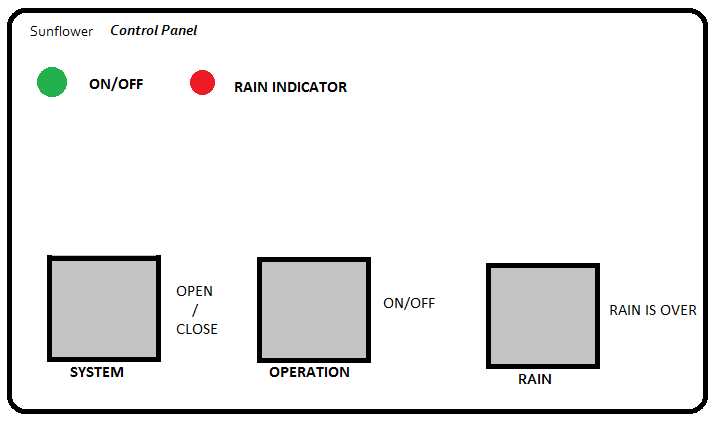 Sunflower Control Panel
ON/OFF
RAIN INDICATOR
OPEN
/
CLOSE
ON/OFF
RAIN IS OVER
SYSTEM
OPERATION
RAIN